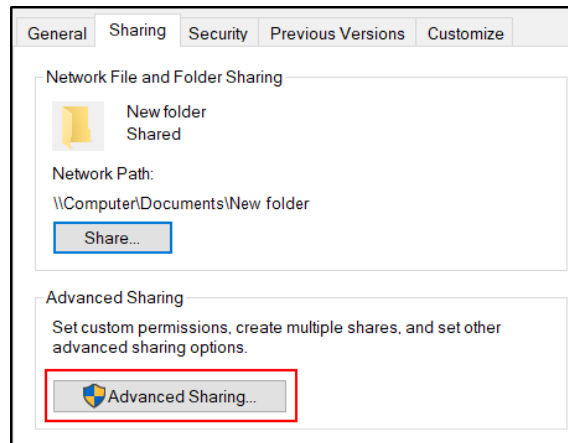 General Sharing Security Previous Versions Customize
Network File and Folder Sharing
New folder
Shared
Network Path:
\\Computer\Documents\New folder
Share...
Advanced Sharing
Set custom permissions, create multiple shares, and set other
advanced sharing options.
Advanced Sharing...